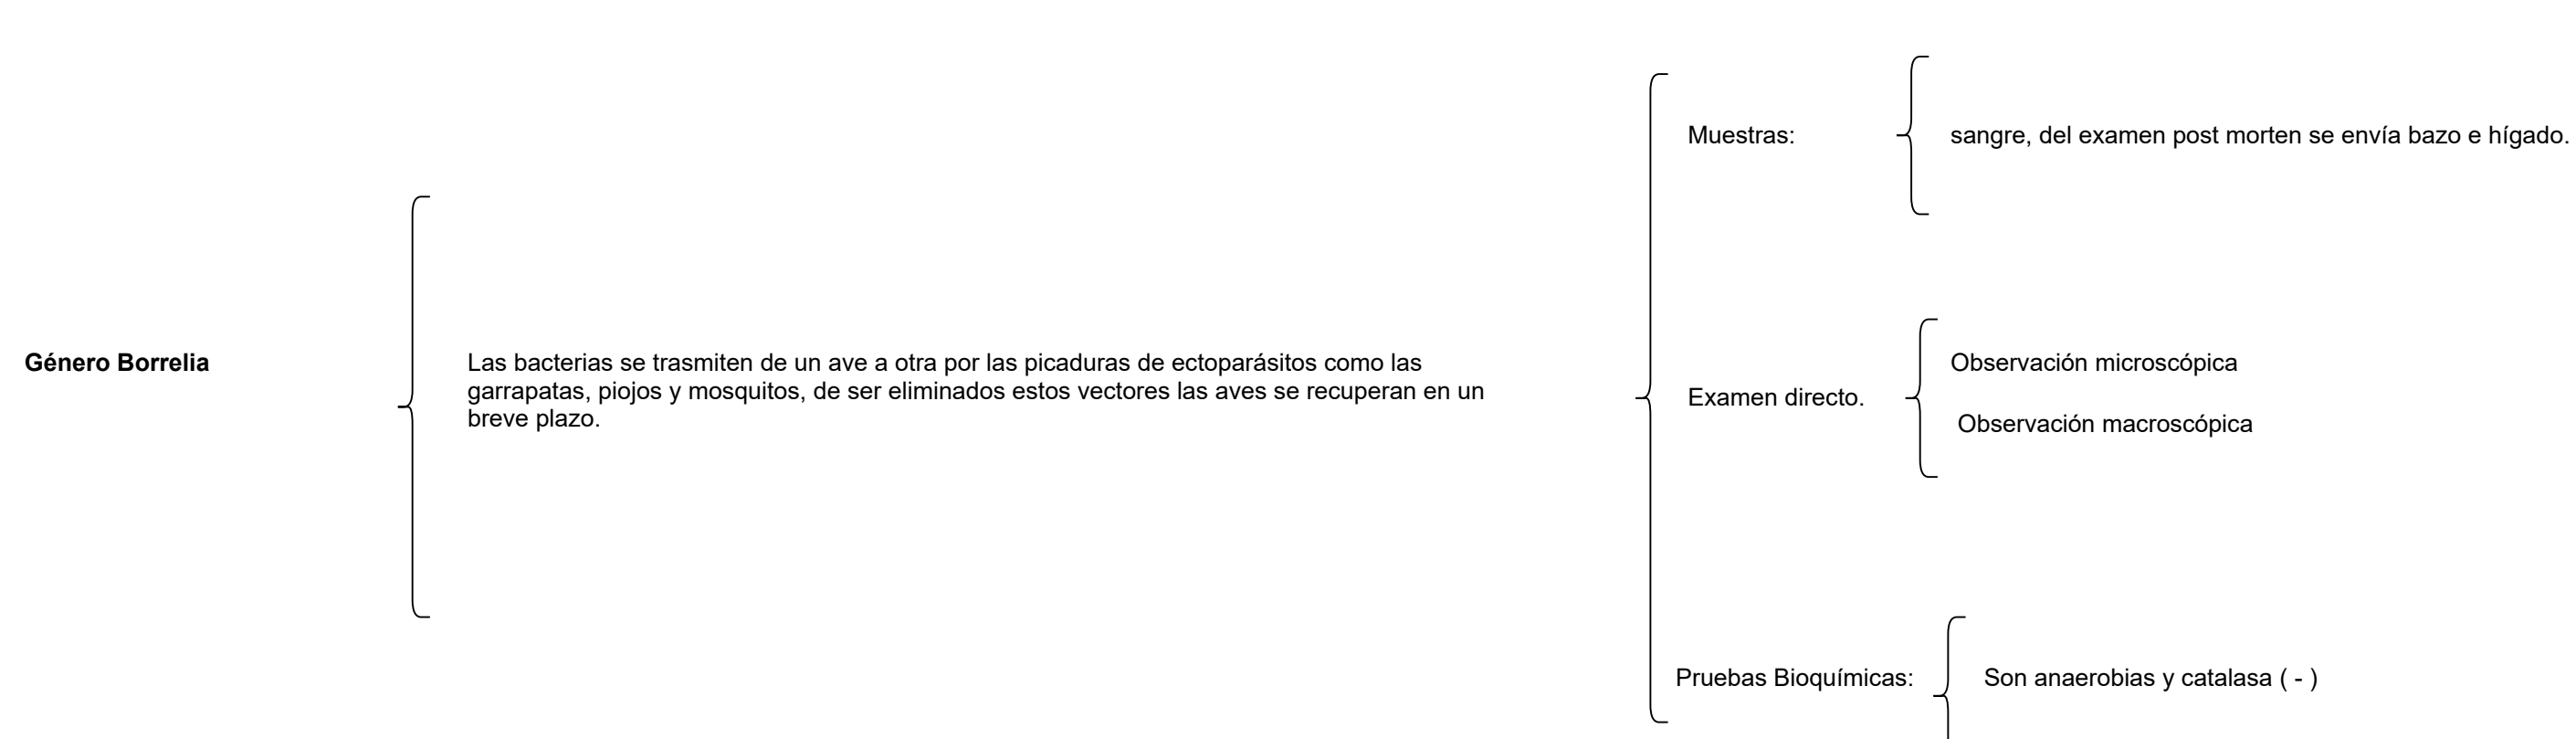 Género Borrelia
Las bacterias se trasmiten de un ave a otra por las picaduras de ectoparásitos como las
garrapatas, piojos y mosquitos, de ser eliminados estos vectores las aves se recuperan en un
breve plazo.
Muestras:
sangre, del examen post morten se envía bazo e hígado.
Examen directo.
Observación microscópica
Observación macroscópica
Pruebas Bioquímicas:
Son anaerobias y catalasa ( - )